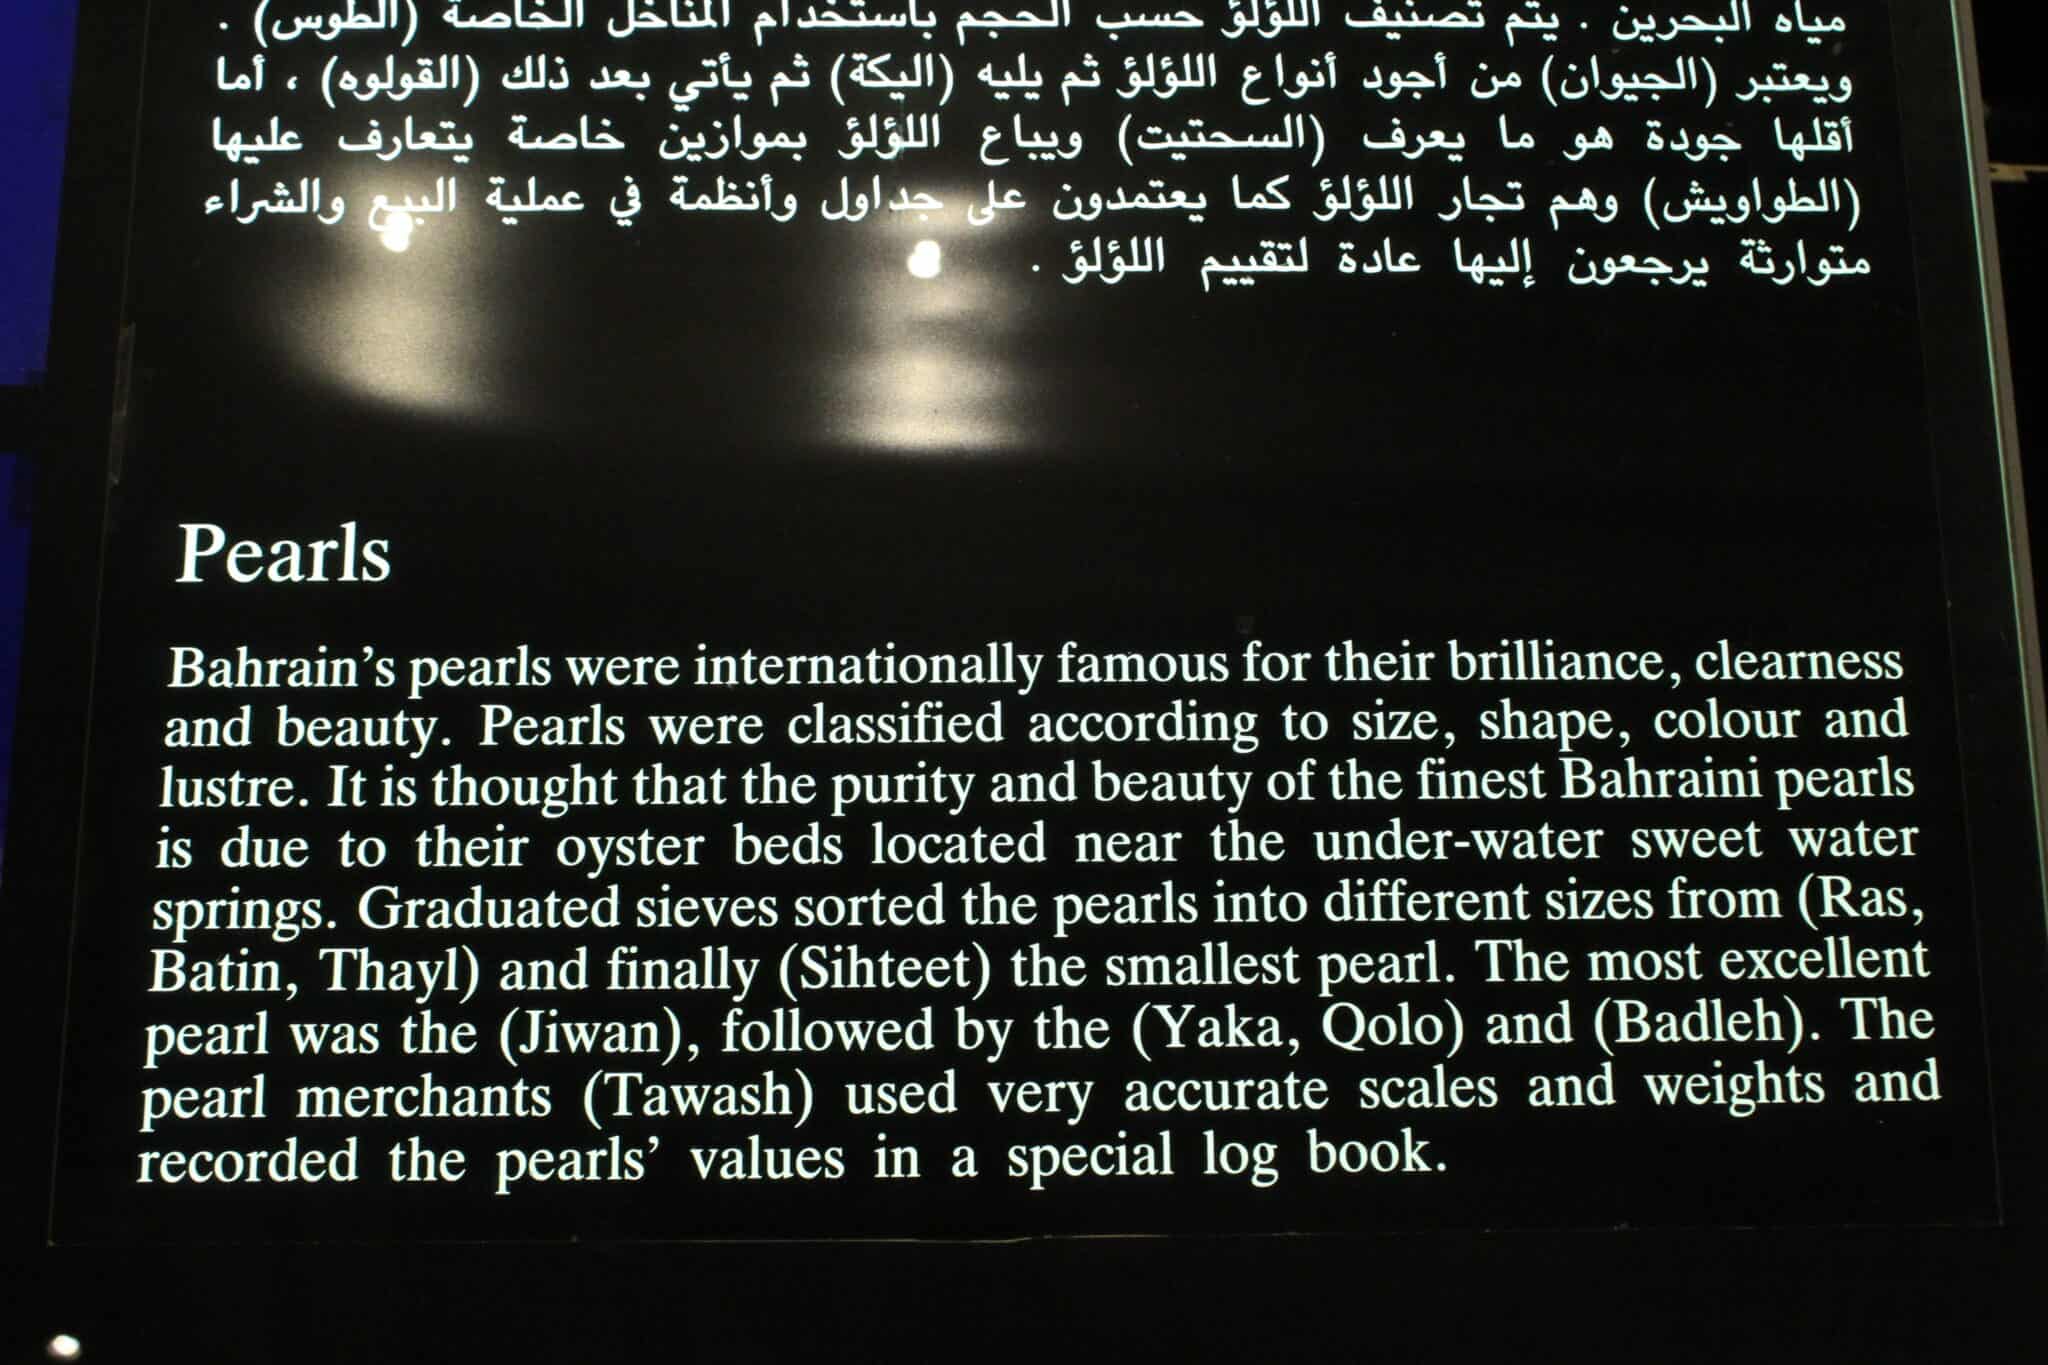 مياه البحرين . يتم تصنيف اللؤلؤ حسب الحجم باستخدام المناخل الخاصة (الطوس) .
ويعتبر (الجيوان) من أجود أنواع اللؤلؤ ثم يليه (اليكة) ثم يأتي بعد ذلك (القولوه) ، أما
أقلها جودة هو ما يعرف (السحتيت) ويباع اللؤلؤ بموازين خاصة يتعارف عليها
(الطواويش) وهم تجار اللؤلؤ كما يعتمدون على جداول وأنظمة في عملية البيع والشراء
متوارثة يرجعون إليها عادة لتقييم اللؤلؤ .
Pearls
Bahrain’s pearls were internationally famous for their brilliance, clearness
and beauty. Pearls were classified according to size, shape, colour and
lustre. It is thought that the purity and beauty of the finest Bahraini pearls
is due to their oyster beds located near the under-water sweet water
springs. Graduated sieves sorted the pearls into different sizes from (Ras,
Batin, Thayl) and finally (Sihteet) the smallest pearl. The most excellent
pearl was the (Jiwan), followed by the (Yaka, Qolo) and (Badleh). The
pearl merchants (Tawash) used very accurate scales and weights and
recorded the pearls’ values in a special log book.